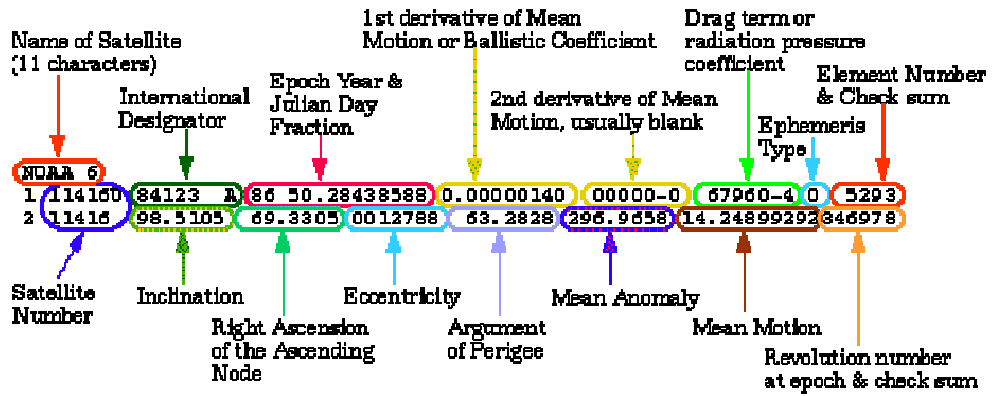 Name of Satellite
(11 characters)
International
Designator
Epoch Year &
Julian Day
Fraction
1st derivative of Mean
Motion or Ballistic Coefficient
2nd derivative of Mean
Motion, usually blank
Drag term or
radiation pressure
coefficient
Ephemeris
Type
Element Number
& Check sum
NOAA 6
1 11416U 84123 A 86 50.28438588 0.00000140 00000-0 67960-4 0 5293
2 11416 98.5105 69.3305 0012788 63.2828 296.9658 14.24899292 346978
Satellite
Number
Inclination
Right Ascension
of the Ascending
Node
Eccentricity
Argument
of Perigee
Mean Anomaly
Mean Motion
Revolution number
at epoch & check sum